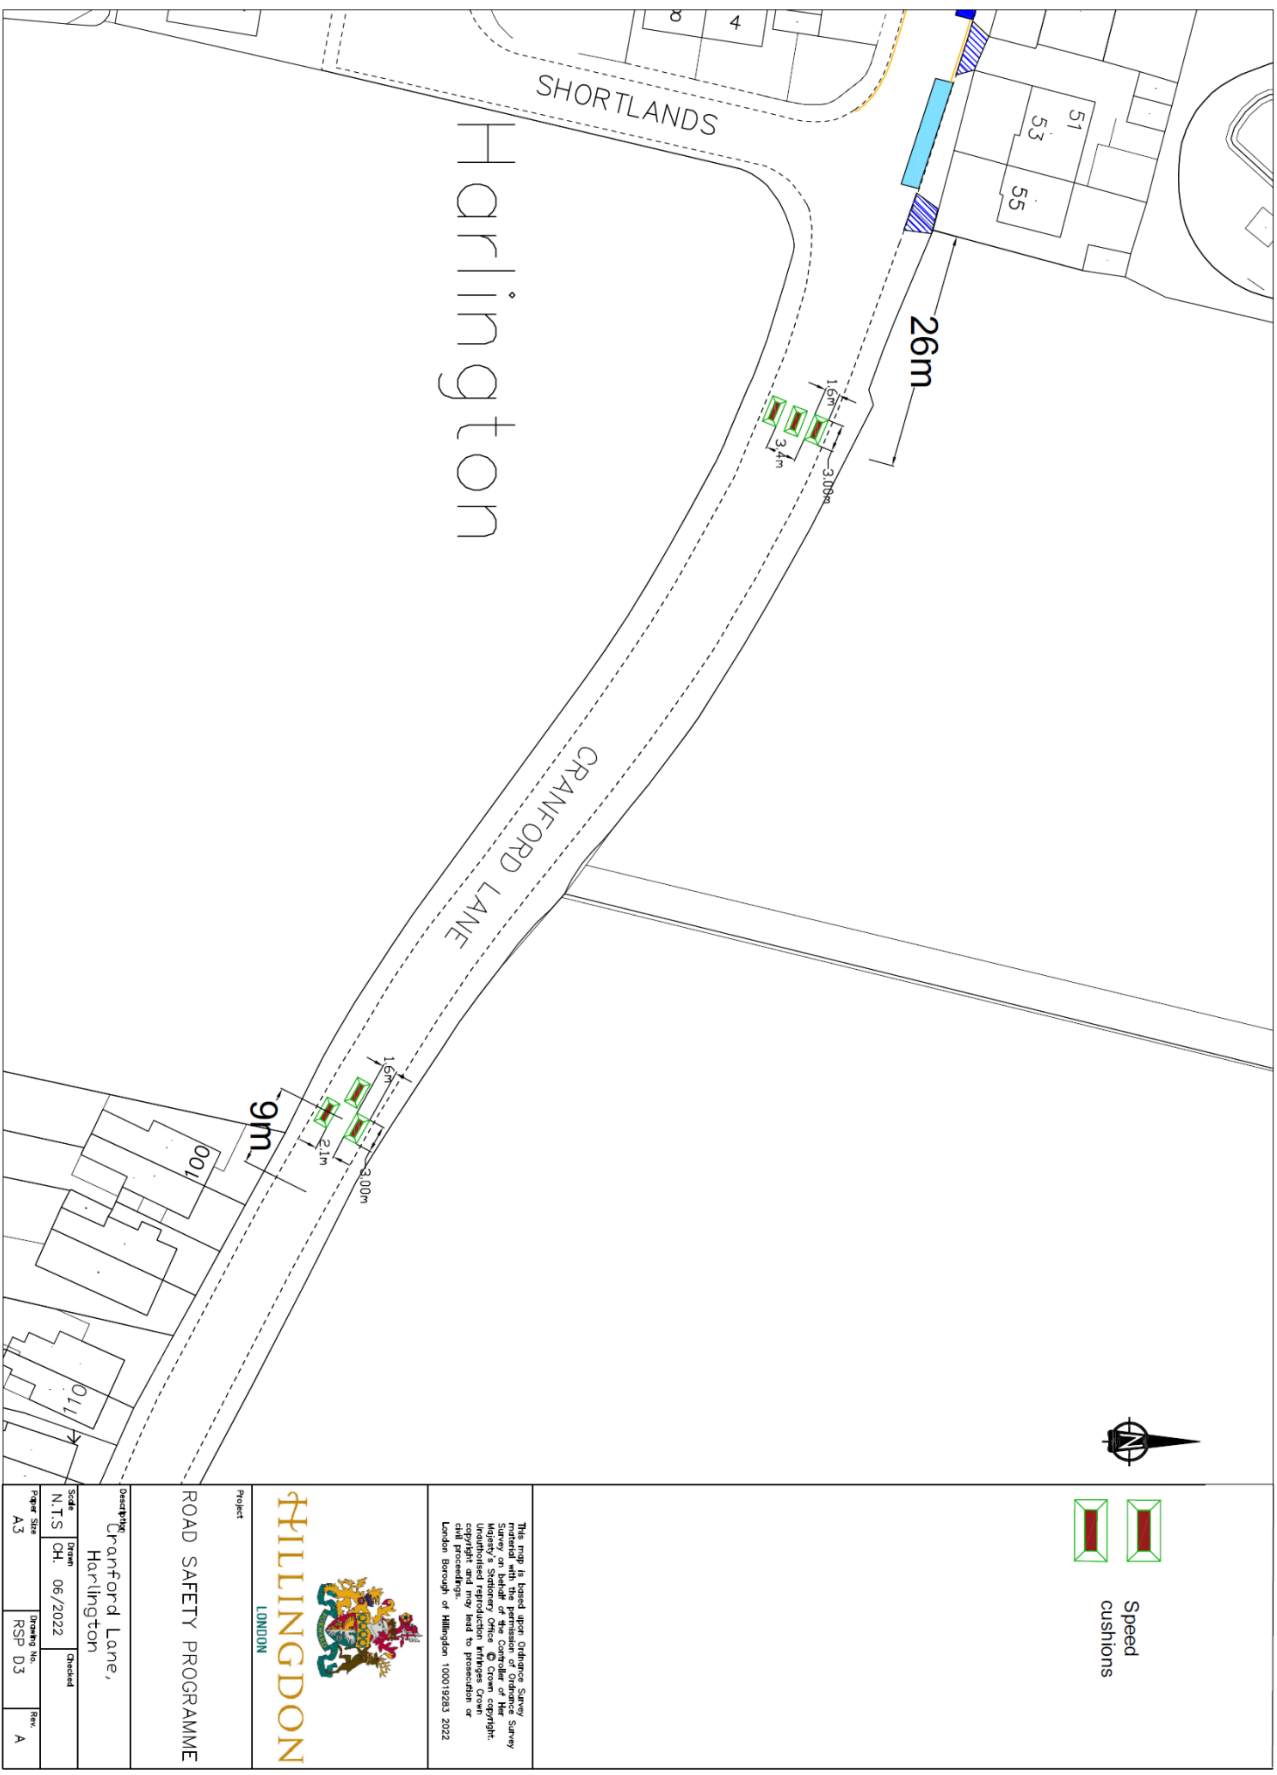 SHORTLANDS
8
4
51
53
55
Harlington
26m
1.6m
3.4m
3.00m
CRANFORD LANE
1.6m
2.1m
3.00m
9m
100
110
N
Speed
cushions
This map is based upon Ordnance Survey
material with the permission of Ordnance Survey
Survey on behalf of the Controller of Her
Majesty's Stationery Office © Crown copyright.
Unauthorised reproduction infringes Crown
copyright and may lead to prosecution or
civil proceedings.
London Borough of Hillingdon 100019283 2022
HILLINGDON
LONDON
Project
ROAD SAFETY PROGRAMME
Description
Cranford Lane,
Harlington
Scale
N.T.S
Drawn
CH. 06/2022
Checked
Paper Size
A3
Drawing No.
RSP D3
Rev.
A